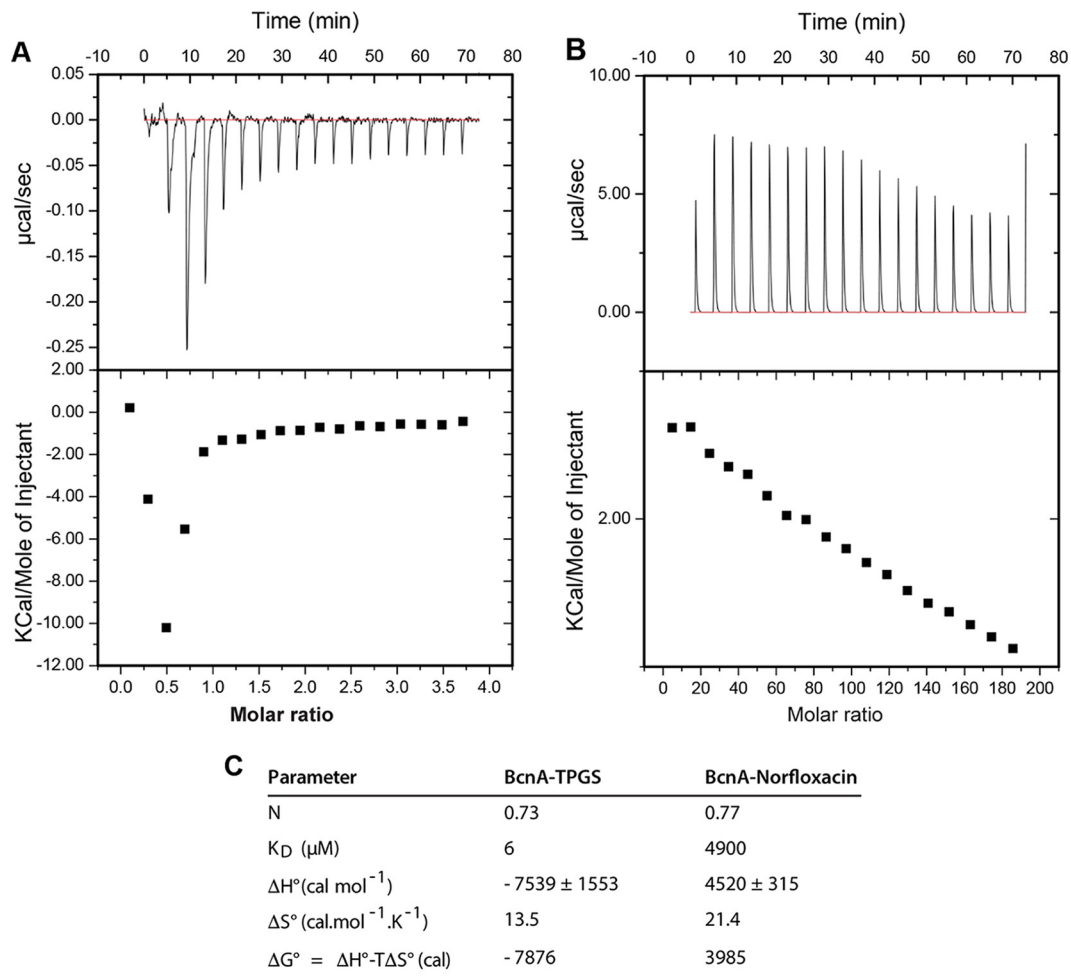 Time (min)
A
-10 0 10 20 30 40 50 60 70 80
0.05
0.00
-0.05
-0.10
-0.15
-0.20
-0.25
µcal/sec
2.00
0.00
-2.00
-4.00
-6.00
-8.00
-10.00
-12.00
KCal/Mole of Injectant
0.0 0.5 1.0 1.5 2.0 2.5 3.0 3.5 4.0
Molar ratio
Time (min)
B
-10 0 10 20 30 40 50 60 70 80
10.00
5.00
0.00
µcal/sec
2.00
KCal/Mole of Injectant
0 20 40 60 80 100 120 140 160 180 200
Molar ratio
C
Parameter BcnA-TPGS BcnA-Norfloxacin
N 0.73 0.77
KD (µM) 6 4900
ΔH°(cal mol-1) - 7539 ± 1553 4520 ± 315
ΔS° (cal.mol-1.K-1) 13.5 21.4
ΔG° = ΔH°-TΔS° (cal) - 7876 3985